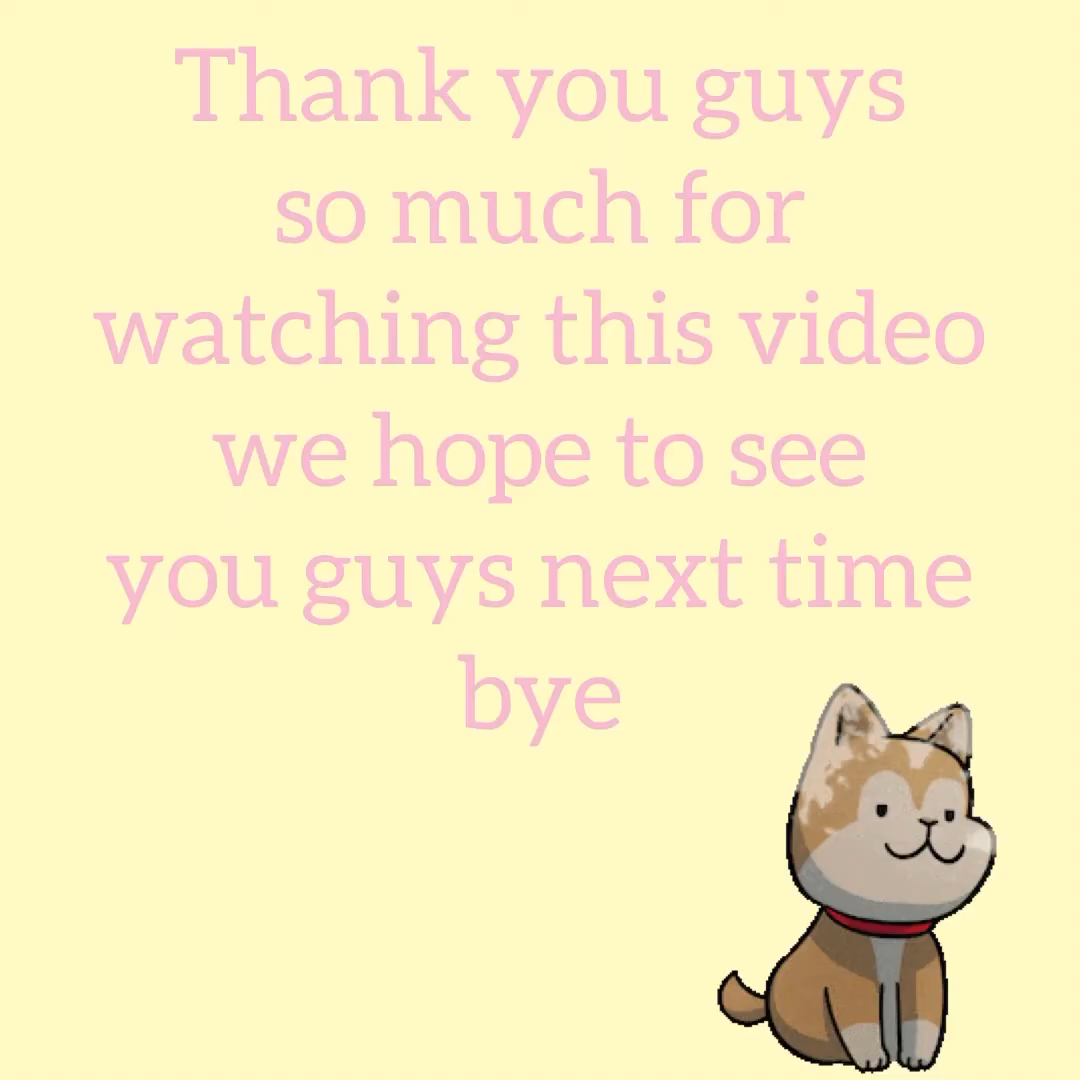 Thank you guys
so much for
watching this video
we hope to see
you guys next time
bye